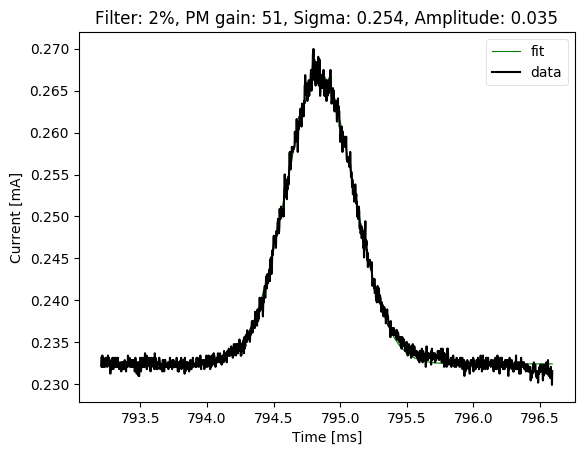 Filter: 2%, PM gain: 51, Sigma: 0.254, Amplitude: 0.035
fit
data
0.270
0.265
0.260
0.255
0.250
0.245
0.240
0.235
0.230
Current [mA]
793.5 794.0 794.5 795.0 795.5 796.0 796.5
Time [ms]